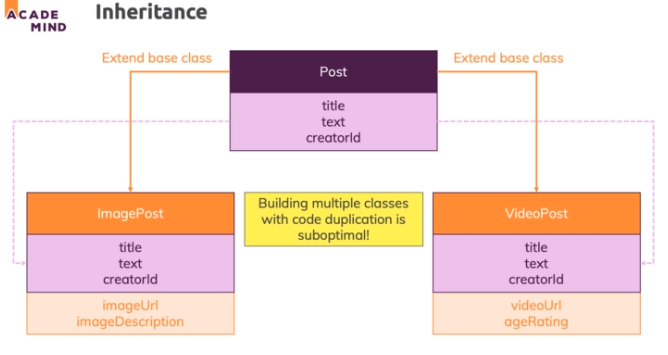 ACADE
MIND
Inheritance
Extend base class
Post
Extend base class
title
text
creatorId
ImagePost
Building multiple classes
with code duplication is
suboptimal!
VideoPost
title
text
creatorId
title
text
creatorId
imageUrl
imageDescription
videoUrl
ageRating